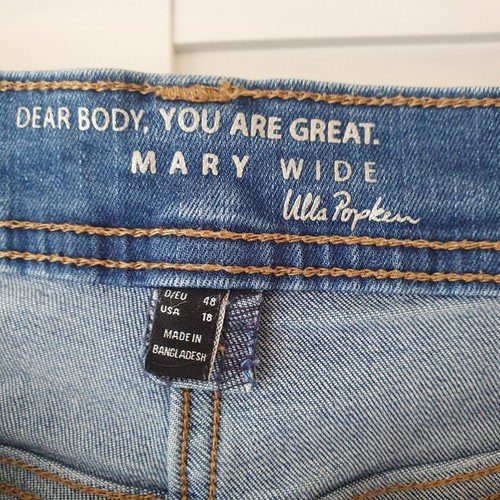 DEAR BODY, YOU ARE GREAT.
MARY WIDE
Ulla Popken
D/EU 48
USA 18
MADE IN
BANGLADESH